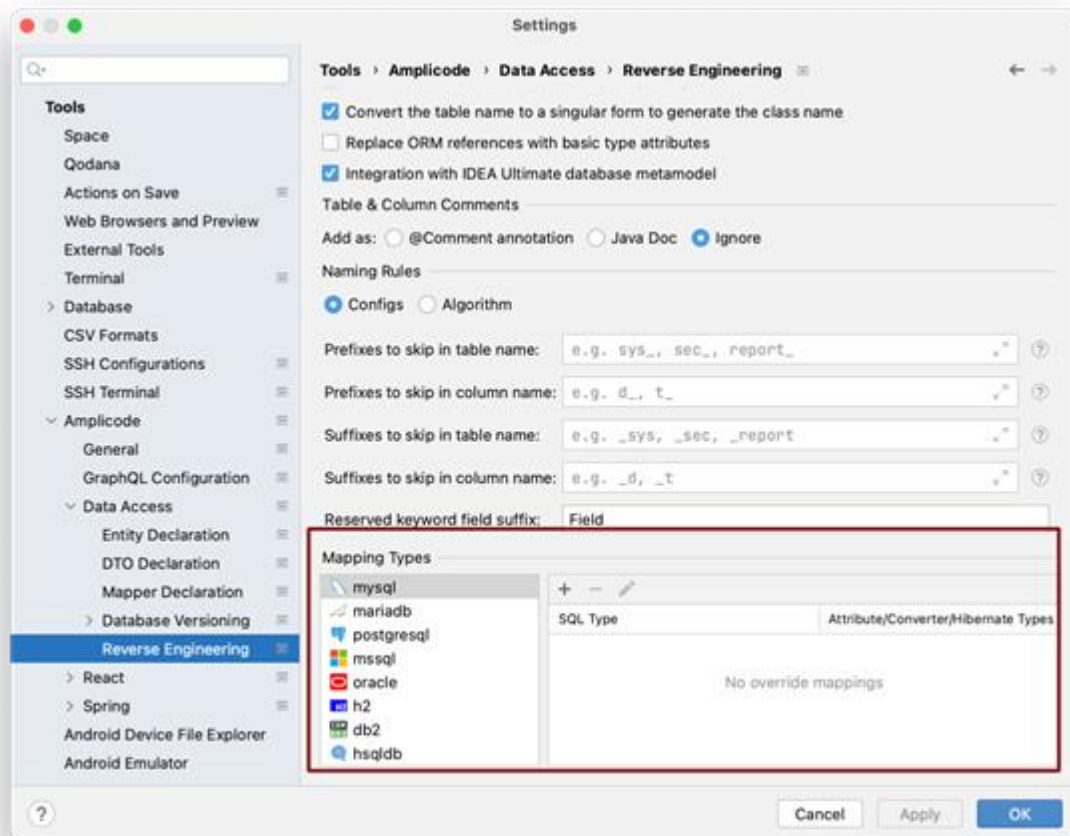 Settings
Tools › Amplicode › Data Access › Reverse Engineering
Tools
Space
Qodana
Actions on Save
Web Browsers and Preview
External Tools
Terminal
Database
CSV Formats
SSH Configurations
SSH Terminal
Amplicode
General
GraphQL Configuration
Data Access
Entity Declaration
DTO Declaration
Mapper Declaration
Database Versioning
Reverse Engineering
React
Spring
Android Device File Explorer
Android Emulator
Convert the table name to a singular form to generate the class name
Replace ORM references with basic type attributes
Integration with IDEA Ultimate database metamodel
Table & Column Comments
Add as: @Comment annotation Java Doc Ignore
Naming Rules
Configs Algorithm
Prefixes to skip in table name: e.g. sys_, sec_, report_
Prefixes to skip in column name: e.g. d_, t_
Suffixes to skip in table name: e.g. _sys, _sec, _report
Suffixes to skip in column name: e.g. _d, _t
Reserved keyword field suffix: Field
Mapping Types
mysql
mariadb
postgresql
mssql
oracle
h2
db2
hsqldb
SQL Type Attribute/Converter/Hibernate Types
No override mappings
? Cancel Apply OK